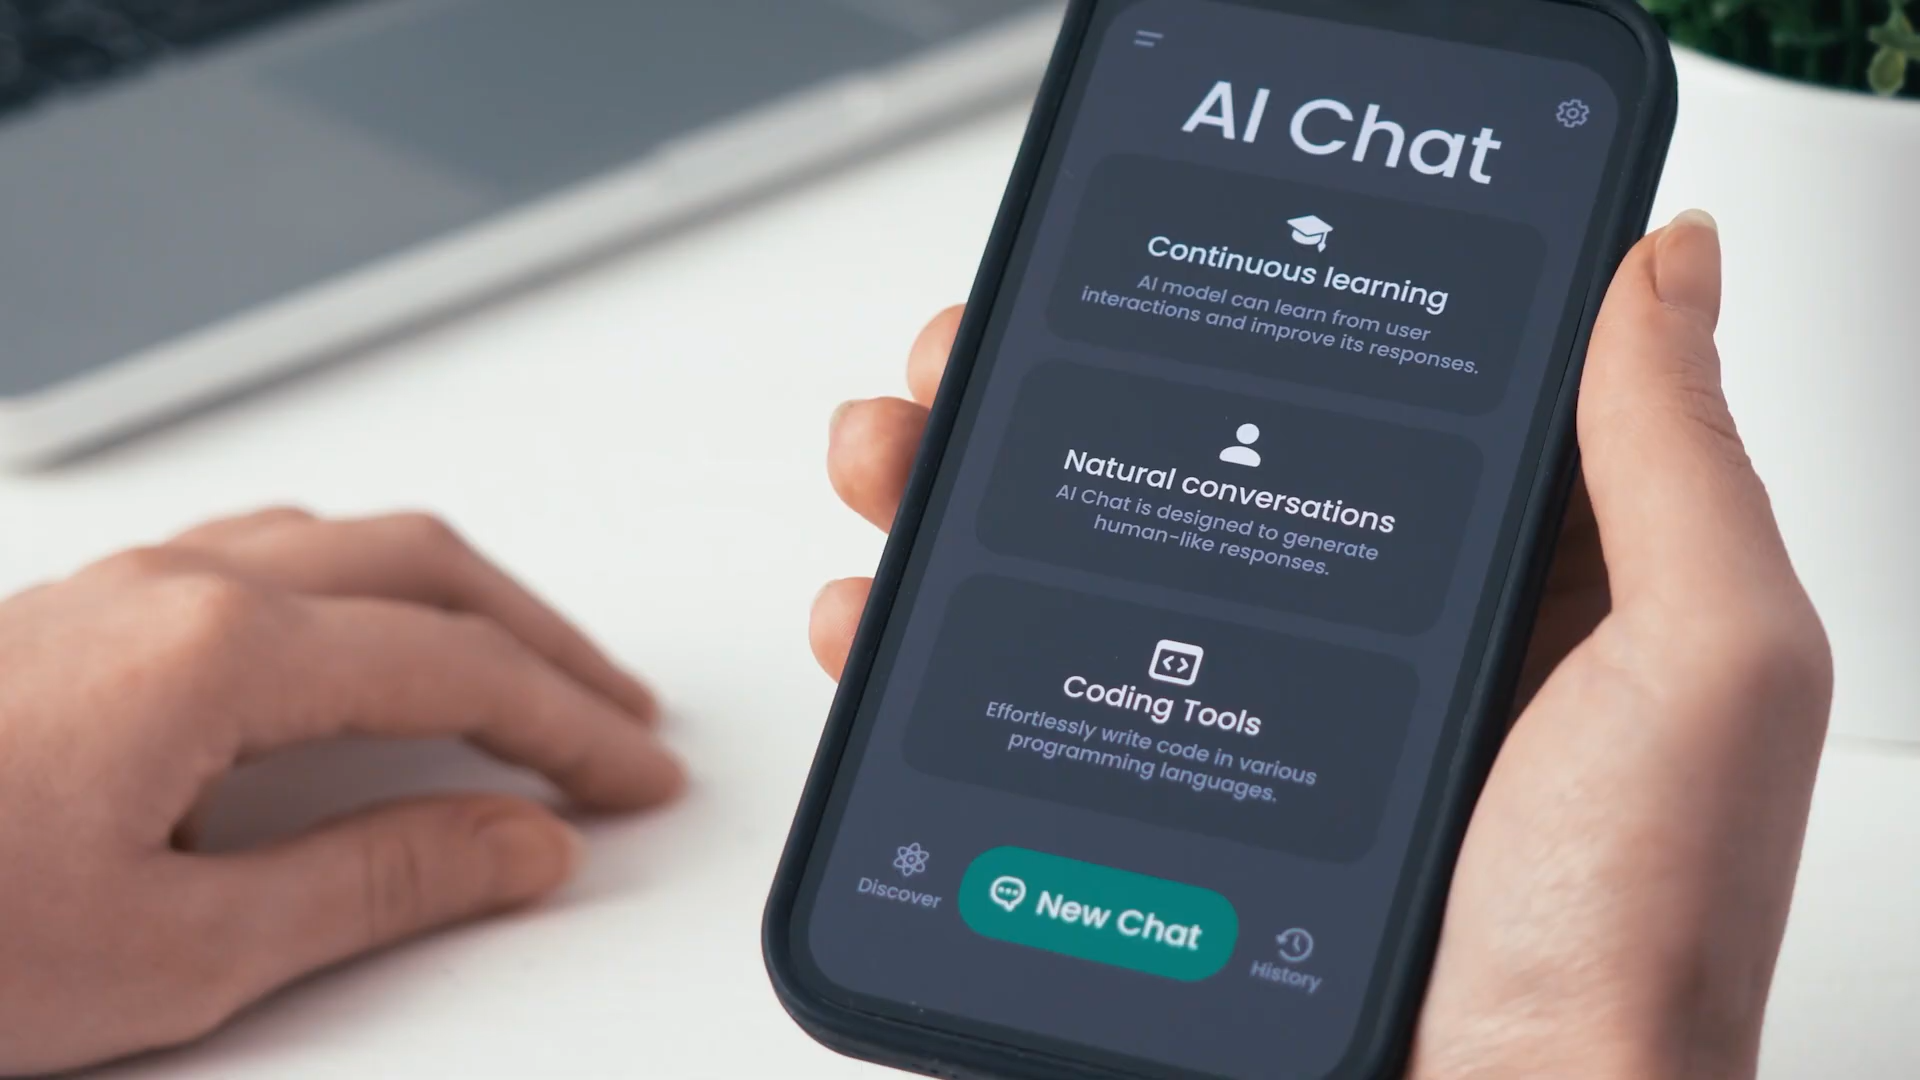 AI Chat
Continuous learning
AI model can learn from user
interactions and improve its responses.
Natural conversations
AI Chat is designed to generate
human-like responses.
Coding Tools
Effortlessly write code in various
programming languages.
Discover
New Chat
History